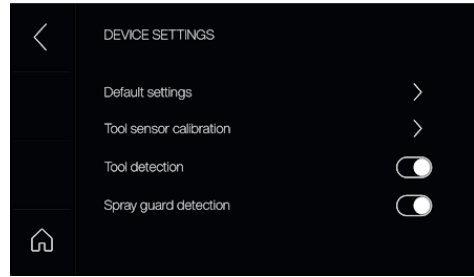 DEVICE SETTINGS
Default settings
Tool sensor calibration
Tool detection
Spray guard detection